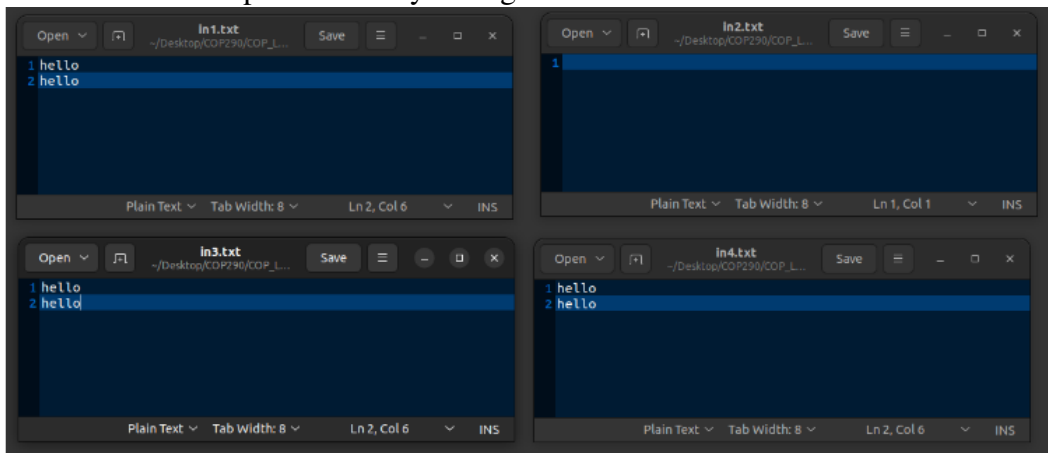 Open in1.txt Save
~/Desktop/COP290/COP_L...
1 hello
2 hello
Plain Text Tab Width: 8 Ln 2, Col 6 INS
Open in2.txt Save
~/Desktop/COP290/COP_L...
1
Plain Text Tab Width: 8 Ln 1, Col 1 INS
Open in3.txt Save
~/Desktop/COP290/COP_L...
1 hello
2 hello
Plain Text Tab Width: 8 Ln 2, Col 6 INS
Open in4.txt Save
~/Desktop/COP290/COP_L...
1 hello
2 hello
Plain Text Tab Width: 8 Ln 2, Col 6 INS